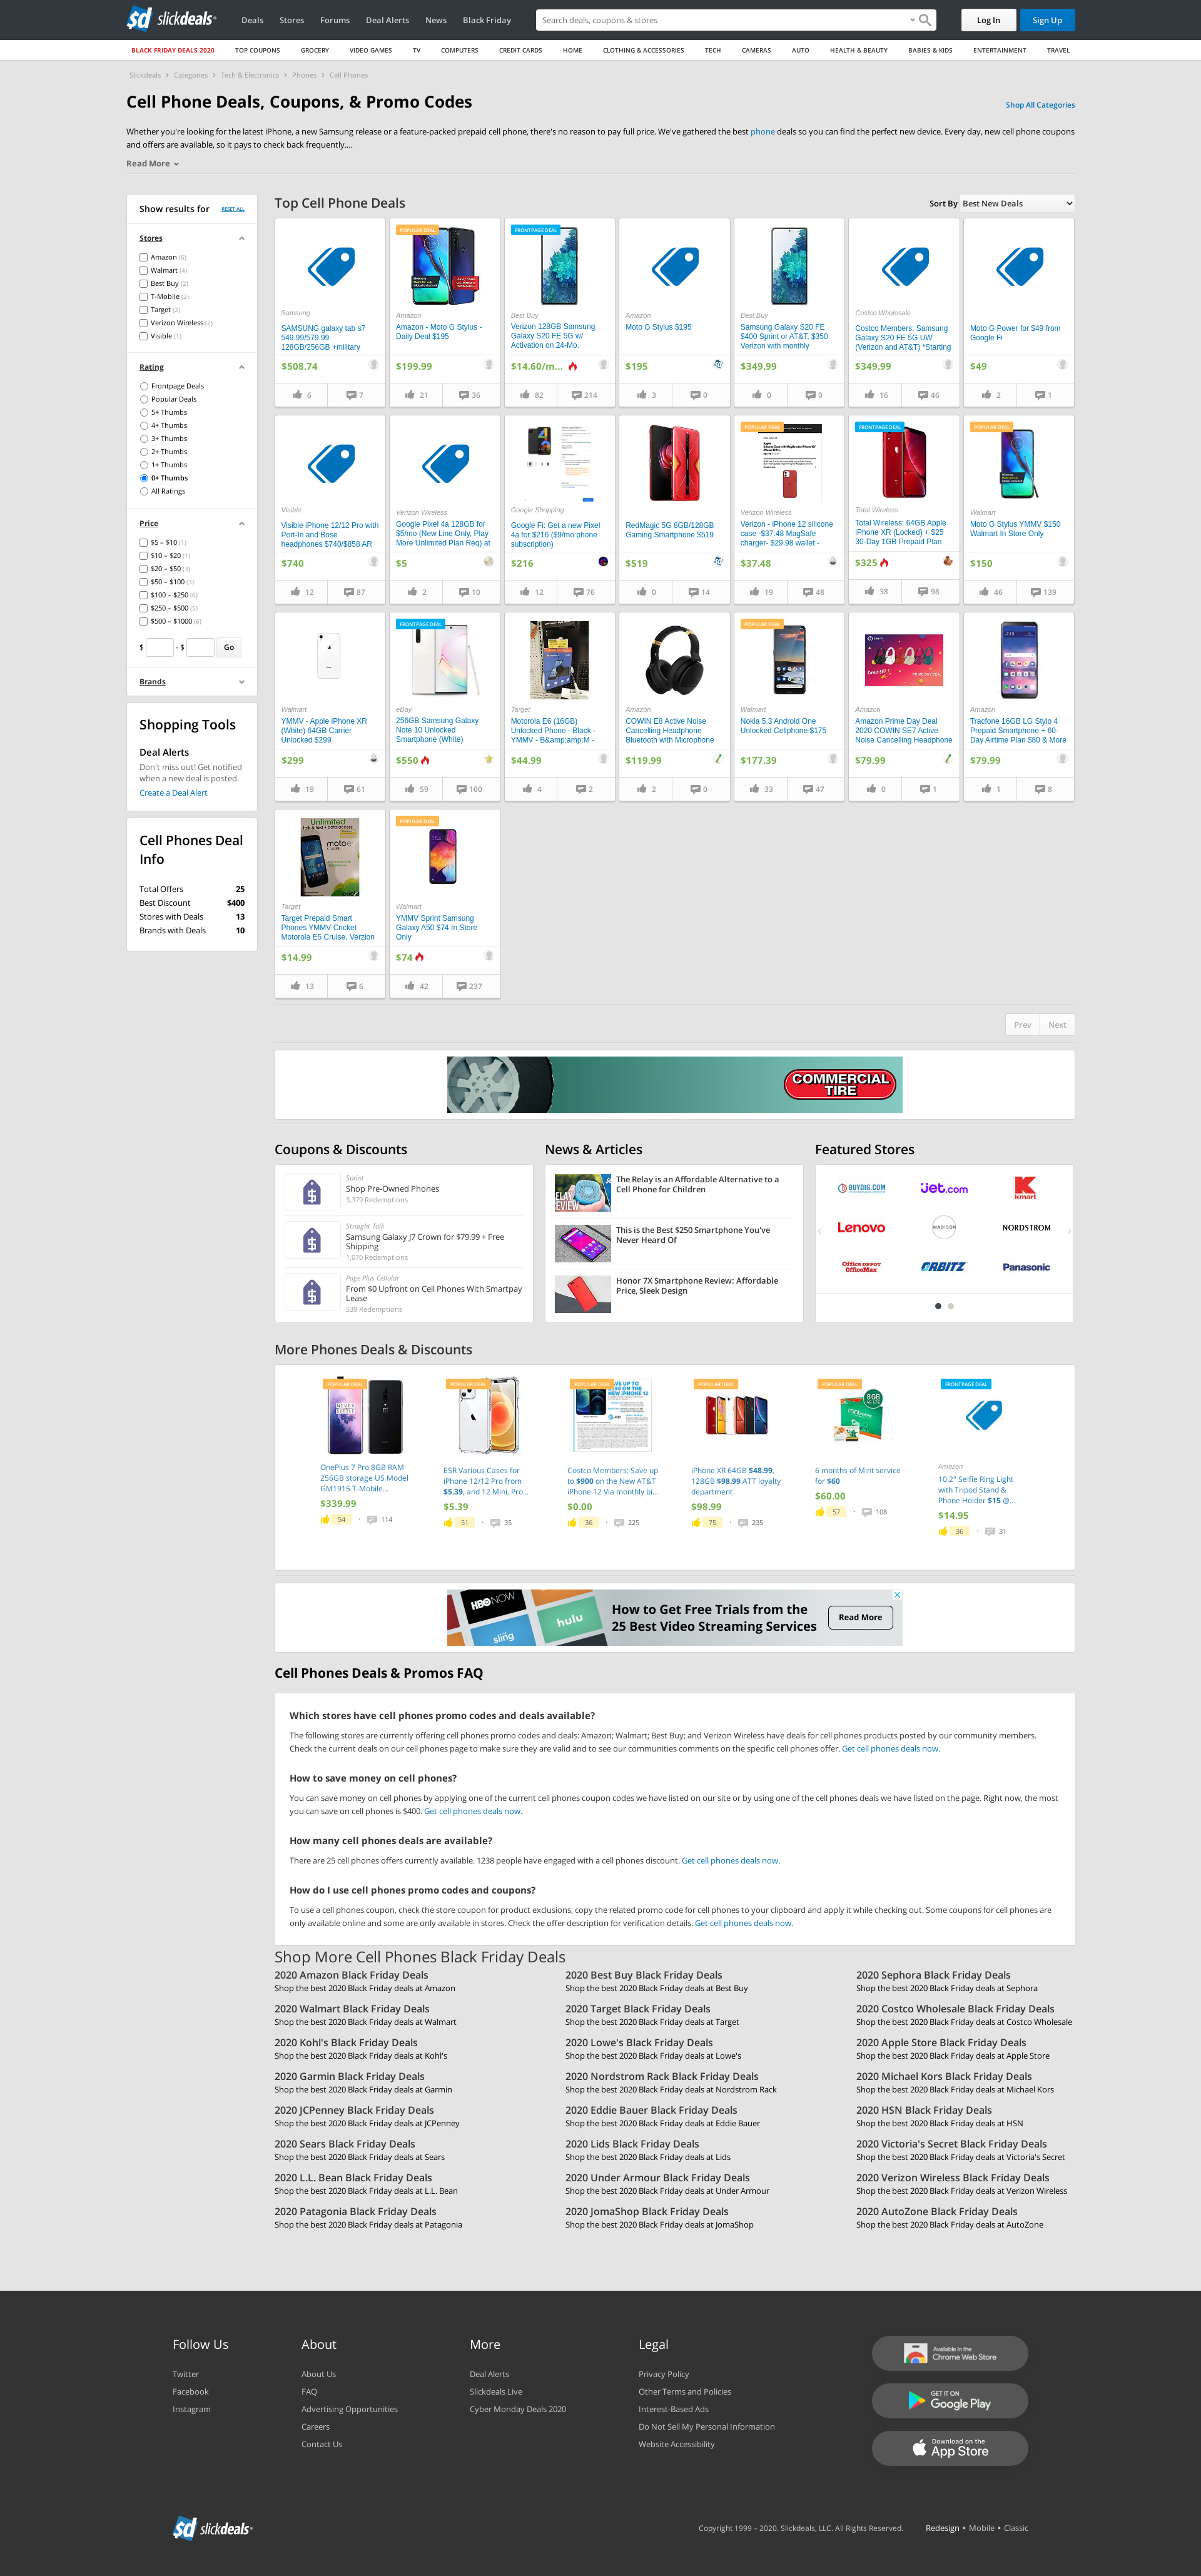 sd slickdeals
Deals Stores Forums Deal Alerts News Black Friday
Search deals, coupons & stores
Log In Sign Up
BLACK FRIDAY DEALS 2020 TOP COUPONS GROCERY VIDEO GAMES TV COMPUTERS CREDIT CARDS HOME CLOTHING & ACCESSORIES TECH CAMERAS AUTO HEALTH & BEAUTY BABIES & KIDS ENTERTAINMENT TRAVEL
Slickdeals › Categories › Tech & Electronics › Phones › Cell Phones
Cell Phone Deals, Coupons, & Promo Codes
Shop All Categories
Whether you're looking for the latest iPhone, a new Samsung release or a feature-packed prepaid cell phone, there's no reason to pay full price. We've gathered the best phone deals so you can find the perfect new device. Every day, new cell phone coupons
and offers are available, so it pays to check back frequently....
Read More
Show results for RESET ALL
Stores
Amazon (6)
Walmart (4)
Best Buy (2)
T-Mobile (2)
Target (2)
Verizon Wireless (2)
Visible (1)
Rating
Frontpage Deals
Popular Deals
5+ Thumbs
4+ Thumbs
3+ Thumbs
2+ Thumbs
1+ Thumbs
0+ Thumbs
All Ratings
Price
$5 – $10 (1)
$10 – $20 (1)
$20 – $50 (3)
$50 – $100 (3)
$100 – $250 (6)
$250 – $500 (5)
$500 – $1000 (6)
$ - $ Go
Brands
Shopping Tools
Deal Alerts
Don't miss out! Get notified
when a new deal is posted.
Create a Deal Alert
Cell Phones Deal
Info
Total Offers 25
Best Discount $400
Stores with Deals 13
Brands with Deals 10
Top Cell Phone Deals
Sort By Best New Deals
Samsung
SAMSUNG galaxy tab s7
549.99/579.99
128GB/256GB +military
$508.74
6 7
POPULAR DEAL
Amazon
Amazon - Moto G Stylus -
Daily Deal $195
$199.99
21 36
FRONTPAGE DEAL
Best Buy
Verizon 128GB Samsung
Galaxy S20 FE 5G w/
Activation on 24-Mo.
$14.60/m...
82 214
Amazon
Moto G Stylus $195
$195
3 0
Best Buy
Samsung Galaxy S20 FE
$400 Sprint or AT&T, $350
Verizon with monthly
$349.99
0 0
Costco Wholesale
Costco Members: Samsung
Galaxy S20 FE 5G UW
(Verizon and AT&T) *Starting
$349.99
16 46
Moto G Power for $49 from
Google Fi
$49
2 1
Visible
Visible iPhone 12/12 Pro with
Port-In and Bose
headphones $740/$858 AR
$740
12 87
Verizon Wireless
Google Pixel 4a 128GB for
$5/mo (New Line Only, Play
More Unlimited Plan Req) at
$5
2 10
Google Shopping
Google Fi: Get a new Pixel
4a for $216 ($9/mo phone
subscription)
$216
12 76
RedMagic 5G 8GB/128GB
Gaming Smartphone $519
$519
0 14
POPULAR DEAL
Verizon Wireless
Verizon - iPhone 12 silicone
case -$37.48 MagSafe
charger- $29.98 wallet -
$37.48
19 48
FRONTPAGE DEAL
Total Wireless
Total Wireless: 64GB Apple
iPhone XR (Locked) + $25
30-Day 1GB Prepaid Plan
$325
38 98
POPULAR DEAL
Walmart
Moto G Stylus YMMV $150
Walmart In Store Only
$150
46 139
Walmart
YMMV - Apple iPhone XR
(White) 64GB Carrier
Unlocked $299
$299
19 61
FRONTPAGE DEAL
eBay
256GB Samsung Galaxy
Note 10 Unlocked
Smartphone (White)
$550
59 100
Target
Motorola E6 (16GB)
Unlocked Phone - Black -
YMMV - B&amp;amp;M -
$44.99
4 2
Amazon
COWIN E8 Active Noise
Cancelling Headphone
Bluetooth with Microphone
$119.99
2 0
POPULAR DEAL
Walmart
Nokia 5.3 Android One
Unlocked Cellphone $175
$177.39
33 47
Amazon
Amazon Prime Day Deal
2020 COWIN SE7 Active
Noise Cancelling Headphone
$79.99
0 1
Amazon
Tracfone 16GB LG Stylo 4
Prepaid Smartphone + 60-
Day Airtime Plan $80 & More
$79.99
1 8
Unlimited
moto e
Target
Target Prepaid Smart
Phones YMMV Cricket
Motorola E5 Cruise, Verzion
$14.99
13 6
POPULAR DEAL
Walmart
YMMV Sprint Samsung
Galaxy A50 $74 In Store
Only
$74
42 237
Prev Next
COMMERCIAL
TIRE
Coupons & Discounts
Sprint
Shop Pre-Owned Phones
3,379 Redemptions
Straight Talk
Samsung Galaxy J7 Crown for $79.99 + Free
Shipping
1,070 Redemptions
Page Plus Cellular
From $0 Upfront on Cell Phones With Smartpay
Lease
539 Redemptions
News & Articles
The Relay is an Affordable Alternative to a
Cell Phone for Children
This is the Best $250 Smartphone You've
Never Heard Of
Honor 7X Smartphone Review: Affordable
Price, Sleek Design
Featured Stores
BUYDIG.COM jet.com kmart
Lenovo MADISON NORDSTROM
Office DEPOT OfficeMax ORBITZ Panasonic
More Phones Deals & Discounts
POPULAR DEAL
OnePlus 7 Pro 8GB RAM
256GB storage US Model
GM1915 T-Mobile...
$339.99
54 · 114
POPULAR DEAL
ESR Various Cases for
iPhone 12/12 Pro from
$5.39, and 12 Mini, Pro...
$5.39
51 · 35
POPULAR DEAL
Costco Members: Save up
to $900 on the New AT&T
iPhone 12 Via monthly bi...
$0.00
36 · 225
POPULAR DEAL
iPhone XR 64GB $48.99,
128GB $98.99 ATT loyalty
department
$98.99
75 · 235
POPULAR DEAL
8GB
6 months of Mint service
for $60
$60.00
57 · 108
FRONTPAGE DEAL
Amazon
10.2" Selfie Ring Light
with Tripod Stand &
Phone Holder $15 @...
$14.95
36 · 31
HBO NOW
sling
hulu
How to Get Free Trials from the
25 Best Video Streaming Services
Read More
Cell Phones Deals & Promos FAQ
Which stores have cell phones promo codes and deals available?
The following stores are currently offering cell phones promo codes and deals: Amazon; Walmart; Best Buy; and Verizon Wireless have deals for cell phones products posted by our community members.
Check the current deals on our cell phones page to make sure they are valid and to see our communities comments on the specific cell phones offer. Get cell phones deals now.
How to save money on cell phones?
You can save money on cell phones by applying one of the current cell phones coupon codes we have listed on our site or by using one of the cell phones deals we have listed on the page. Right now, the most
you can save on cell phones is $400. Get cell phones deals now.
How many cell phones deals are available?
There are 25 cell phones offers currently available. 1238 people have engaged with a cell phones discount. Get cell phones deals now.
How do I use cell phones promo codes and coupons?
To use a cell phones coupon, check the store coupon for product exclusions, copy the related promo code for cell phones to your clipboard and apply it while checking out. Some coupons for cell phones are
only available online and some are only available in stores. Check the offer description for verification details. Get cell phones deals now.
Shop More Cell Phones Black Friday Deals
2020 Amazon Black Friday Deals
Shop the best 2020 Black Friday deals at Amazon
2020 Best Buy Black Friday Deals
Shop the best 2020 Black Friday deals at Best Buy
2020 Sephora Black Friday Deals
Shop the best 2020 Black Friday deals at Sephora
2020 Walmart Black Friday Deals
Shop the best 2020 Black Friday deals at Walmart
2020 Target Black Friday Deals
Shop the best 2020 Black Friday deals at Target
2020 Costco Wholesale Black Friday Deals
Shop the best 2020 Black Friday deals at Costco Wholesale
2020 Kohl's Black Friday Deals
Shop the best 2020 Black Friday deals at Kohl's
2020 Lowe's Black Friday Deals
Shop the best 2020 Black Friday deals at Lowe's
2020 Apple Store Black Friday Deals
Shop the best 2020 Black Friday deals at Apple Store
2020 Garmin Black Friday Deals
Shop the best 2020 Black Friday deals at Garmin
2020 Nordstrom Rack Black Friday Deals
Shop the best 2020 Black Friday deals at Nordstrom Rack
2020 Michael Kors Black Friday Deals
Shop the best 2020 Black Friday deals at Michael Kors
2020 JCPenney Black Friday Deals
Shop the best 2020 Black Friday deals at JCPenney
2020 Eddie Bauer Black Friday Deals
Shop the best 2020 Black Friday deals at Eddie Bauer
2020 HSN Black Friday Deals
Shop the best 2020 Black Friday deals at HSN
2020 Sears Black Friday Deals
Shop the best 2020 Black Friday deals at Sears
2020 Lids Black Friday Deals
Shop the best 2020 Black Friday deals at Lids
2020 Victoria's Secret Black Friday Deals
Shop the best 2020 Black Friday deals at Victoria's Secret
2020 L.L. Bean Black Friday Deals
Shop the best 2020 Black Friday deals at L.L. Bean
2020 Under Armour Black Friday Deals
Shop the best 2020 Black Friday deals at Under Armour
2020 Verizon Wireless Black Friday Deals
Shop the best 2020 Black Friday deals at Verizon Wireless
2020 Patagonia Black Friday Deals
Shop the best 2020 Black Friday deals at Patagonia
2020 JomaShop Black Friday Deals
Shop the best 2020 Black Friday deals at JomaShop
2020 AutoZone Black Friday Deals
Shop the best 2020 Black Friday deals at AutoZone
Follow Us
Twitter
Facebook
Instagram
About
About Us
FAQ
Advertising Opportunities
Careers
Contact Us
More
Deal Alerts
Slickdeals Live
Cyber Monday Deals 2020
Legal
Privacy Policy
Other Terms and Policies
Interest-Based Ads
Do Not Sell My Personal Information
Website Accessibility
Available in the
Chrome Web Store
GET IT ON
Google Play
Download on the
App Store
sd slickdeals
Copyright 1999 – 2020. Slickdeals, LLC. All Rights Reserved. Redesign • Mobile • Classic